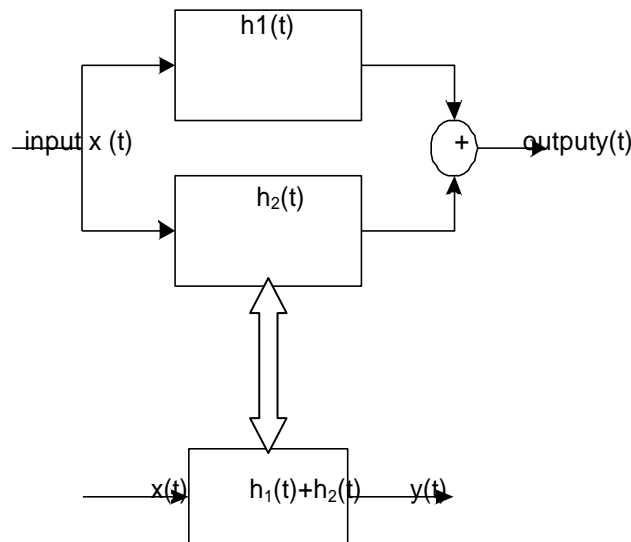 h1(t)
input x (t)
+
outputy(t)
h₂(t)
x(t)
h₁(t)+h₂(t)
y(t)